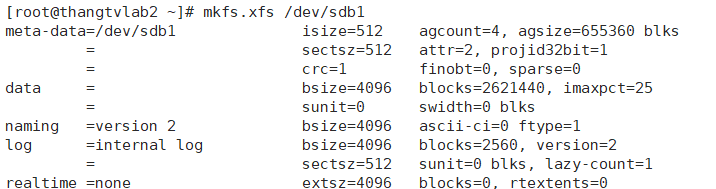 [root@thangtvlab2 ~]# mkfs.xfs /dev/sdb1
meta-data=/dev/sdb1              isize=512    agcount=4, agsize=655360 blks
         =                       sectsz=512   attr=2, projid32bit=1
         =                       crc=1        finobt=0, sparse=0
data     =                       bsize=4096   blocks=2621440, imaxpct=25
         =                       sunit=0      swidth=0 blks
naming   =version 2              bsize=4096   ascii-ci=0 ftype=1
log      =internal log           bsize=4096   blocks=2560, version=2
         =                       sectsz=512   sunit=0 blks, lazy-count=1
realtime =none                   extsz=4096   blocks=0, rtextents=0